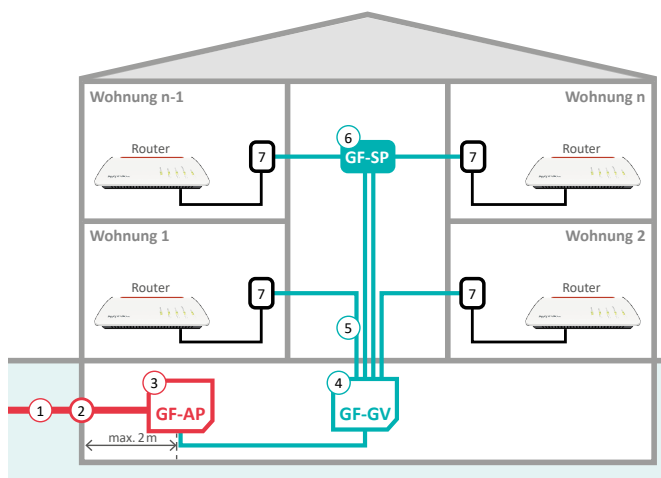 Wohnung n-1
Wohnung n
6
Router
7
GF-SP
7
Router
Wohnung 1
Wohnung 2
Router
7
7
Router
5
3
4
1
2
GF-AP
GF-GV
max. 2 m